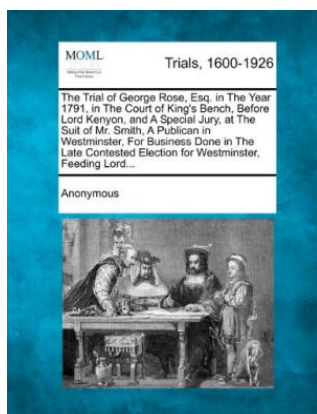 MOML
Trials, 1600-1926
The Trial of George Rose, Esq. in The Year
1791, in The Court of King's Bench, Before
Lord Kenyon, and A Special Jury, at The
Suit of Mr. Smith, A Publican in
Westminster, For Business Done in The
Late Contested Election for Westminster,
Feeding Lord...
Anonymous